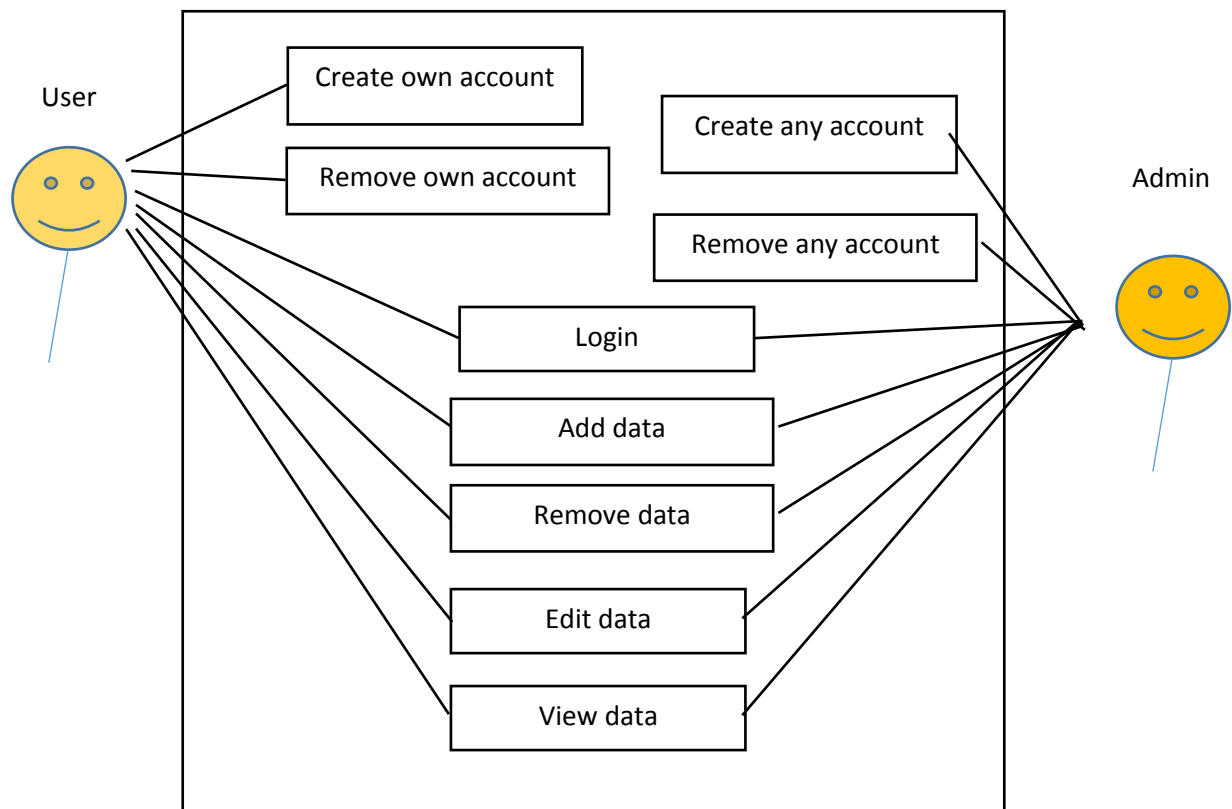 User
Create own account
Create any account
Remove own account
Admin
Remove any account
Login
Add data
Remove data
Edit data
View data